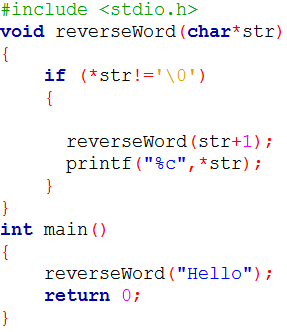 #include <stdio.h>
void reverseWord(char*str)
{
    if (*str!='\0')
    {

      reverseWord(str+1);
      printf("%c",*str);
    }
}
int main()
{
    reverseWord("Hello");
    return 0;
}